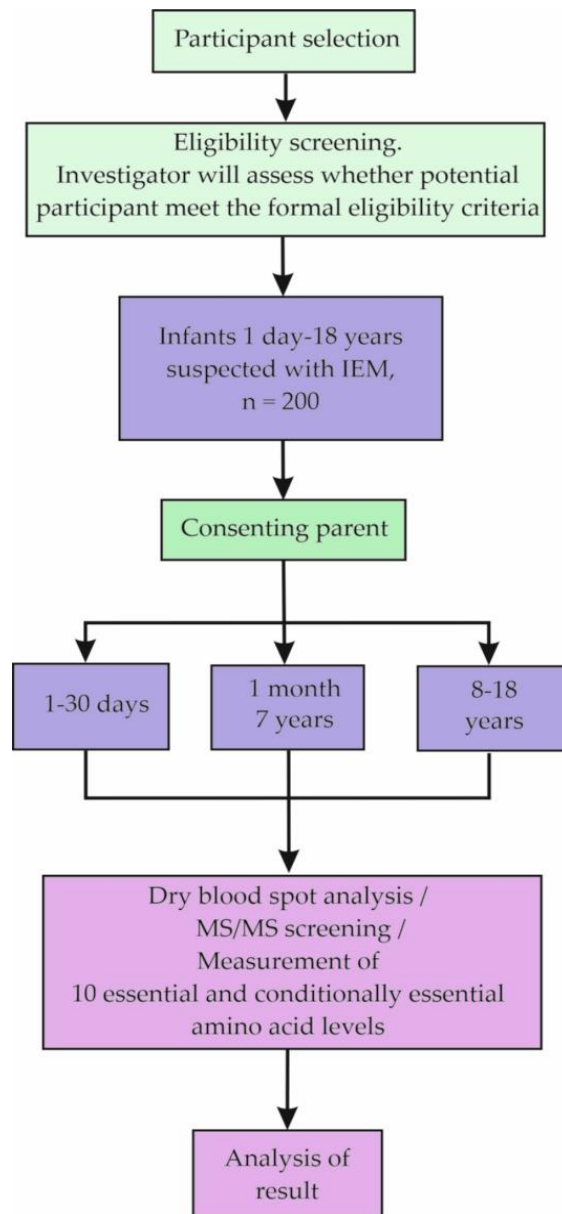 Participant selection
Eligibility screening.
Investigator will assess whether potential
participant meet the formal eligibility criteria
Infants 1 day-18 years
suspected with IEM,
n = 200
Consenting parent
1-30 days
1 month
7 years
8-18
years
Dry blood spot analysis /
MS/MS screening /
Measurement of
10 essential and conditionally essential
amino acid levels
Analysis of
result